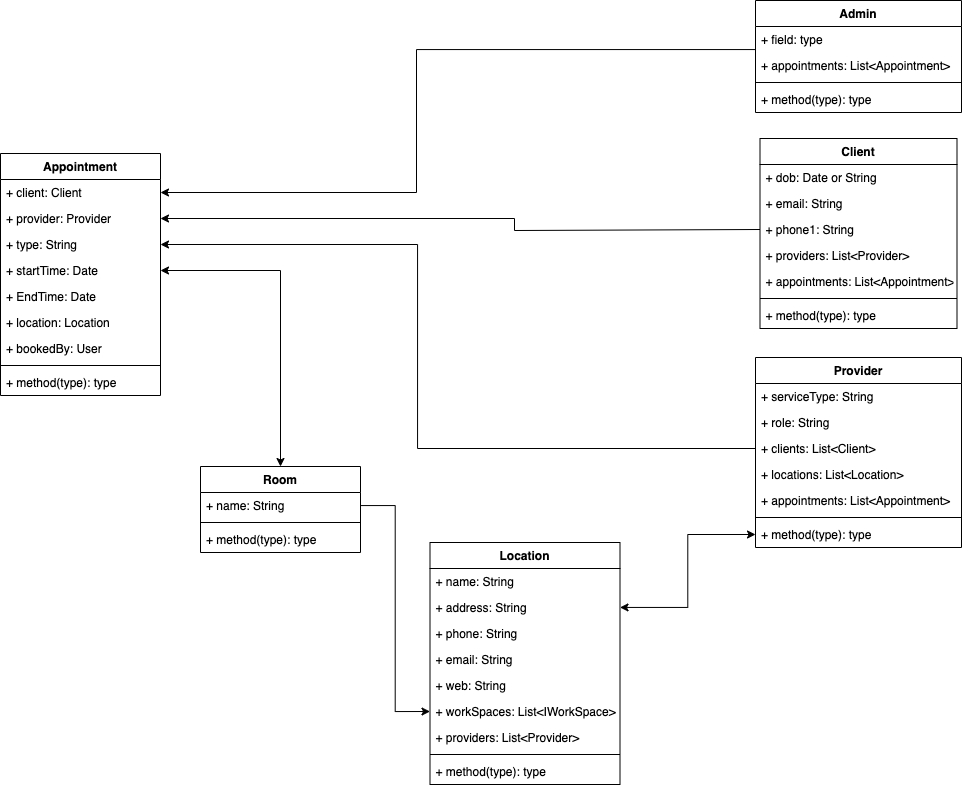 Admin
+ field: type
+ appointments: List<Appointment>
+ method(type): type
Client
+ dob: Date or String
+ email: String
+ phone1: String
+ providers: List<Provider>
+ appointments: List<Appointment>
+ method(type): type
Appointment
+ client: Client
+ provider: Provider
+ type: String
+ startTime: Date
+ EndTime: Date
+ location: Location
+ bookedBy: User
+ method(type): type
Provider
+ serviceType: String
+ role: String
+ clients: List<Client>
+ locations: List<Location>
+ appointments: List<Appointment>
+ method(type): type
Room
+ name: String
+ method(type): type
Location
+ name: String
+ address: String
+ phone: String
+ email: String
+ web: String
+ workSpaces: List<IWorkSpace>
+ providers: List<Provider>
+ method(type): type